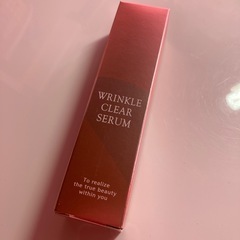 WRINKLE
CLEAR
SERUM
To realize
the true beauty
within you